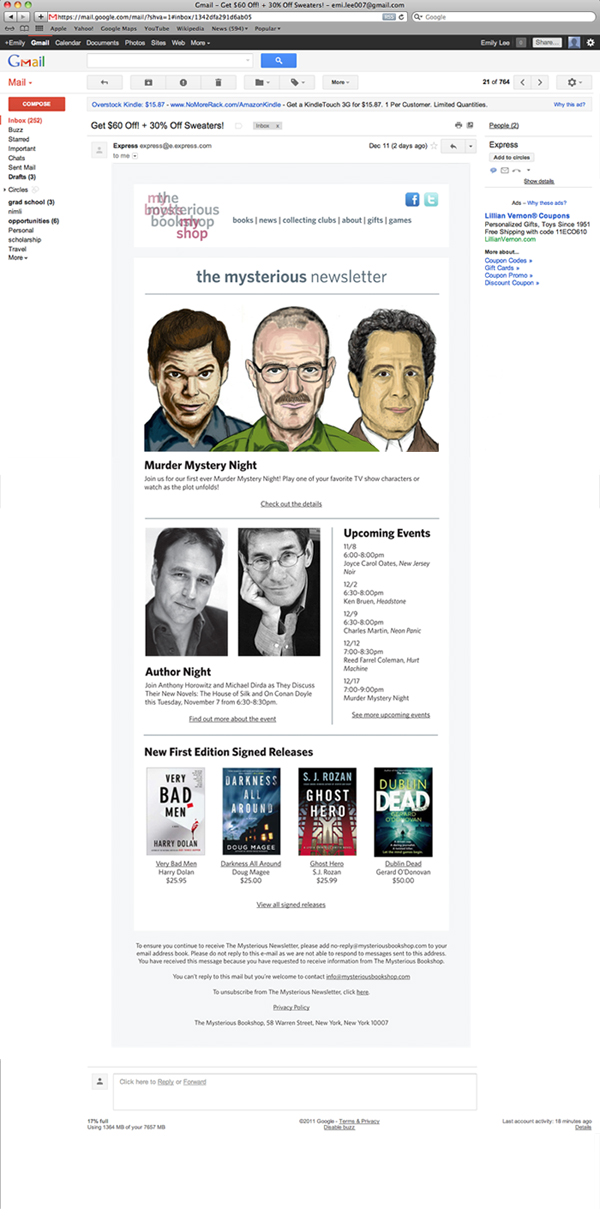 Gmail - Get $60 Off! + 30% Off Sweaters! - emi.lee007@gmail.com
https://mail.google.com/mail/?shva=1#inbox/1342dfa291d6ab05
Google
Apple Yahoo! Google Maps YouTube Wikipedia News (594) Popular
+Emily Gmail Calendar Documents Photos Sites Web More
Emily Lee 0 Share...
Gmail
Mail
More
21 of 764
COMPOSE
Overstock Kindle: $15.87 - www.NoMoreRack.com/AmazonKindle - Get a KindleTouch 3G for $15.87. 1 Per Customer. Limited Quantities.
Why this ad?
Inbox (252)
Buzz
Starred
Important
Chats
Sent Mail
Drafts (3)
Circles
grad school (3)
nimli
opportunities (6)
Personal
scholarship
Travel
More
Get $60 Off! + 30% Off Sweaters!
Inbox x
Express express@e.express.com
Dec 11 (2 days ago)
to me
People (2)
Express
Add to circles
Show details
Ads – Why these ads?
Lillian Vernon® Coupons
Personalized Gifts, Toys Since 1951
Free Shipping with code 11ECO610
LillianVernon.com
More about...
Coupon Codes »
Gift Cards »
Coupon Promo »
Discount Coupon »
the
mysterious
bookshop
my
books
my
shop
books | news | collecting clubs | about | gifts | games
the mysterious newsletter
Murder Mystery Night
Join us for our first ever Murder Mystery Night! Play one of your favorite TV show characters or
watch as the plot unfolds!
Check out the details
Author Night
Join Anthony Horowitz and Michael Dirda as They Discuss
Their New Novels: The House of Silk and On Conan Doyle
this Tuesday, November 7 from 6:30-8:30pm.
Find out more about the event
Upcoming Events
11/8
6:00-8:00pm
Joyce Carol Oates, New Jersey
Noir
12/2
6:30-8:00pm
Ken Bruen, Headstone
12/9
6:30-8:00pm
Charles Martin, Neon Panic
12/12
7:00-8:30pm
Reed Farrel Coleman, Hurt
Machine
12/17
7:00-9:00pm
Murder Mystery Night
See more upcoming events
New First Edition Signed Releases
VERY
BAD
MEN
HARRY DOLAN
DARKNESS
ALL
AROUND
DOUG MAGEE
S. J. ROZAN
GHOST
HERO
DUBLIN
DEAD
GERARD
O'DONOVAN
Very Bad Men
Harry Dolan
$25.95
Darkness All Around
Doug Magee
$25.00
Ghost Hero
S.J. Rozan
$25.99
Dublin Dead
Gerard O'Donovan
$50.00
View all signed releases
To ensure you continue to receive The Mysterious Newsletter, please add no-reply@mysteriousbookshop.com to your
email address book. Please do not reply to this e-mail as we are not able to respond to messages sent to this address.
You have received this message because you have requested to receive information from The Mysterious Bookshop.
You can't reply to this mail but you're welcome to contact info@mysteriousbookshop.com
To unsubscribe from The Mysterious Newsletter, click here.
Privacy Policy
The Mysterious Bookshop, 58 Warren Street, New York, New York 10007
Click here to Reply or Forward
17% full
Using 1364 MB of your 7657 MB
©2011 Google - Terms & Privacy
Disable buzz
Last account activity: 18 minutes ago
Details